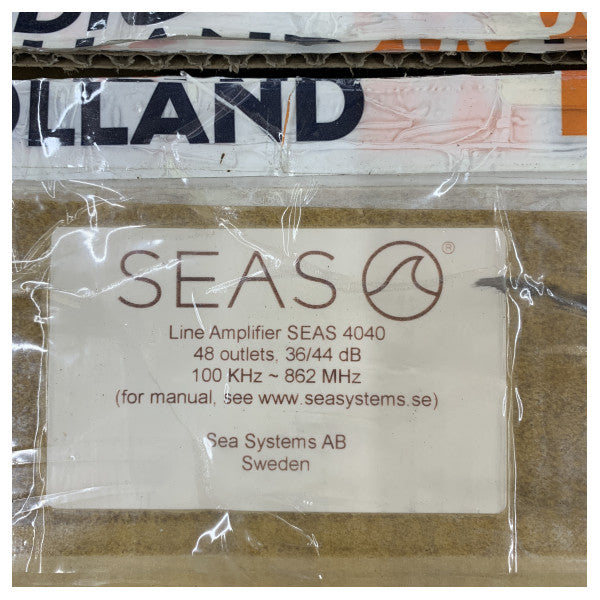 HOLLAND
SEAS ®
Line Amplifier SEAS 4040
48 outlets, 36/44 dB
100 KHz ~ 862 MHz
(for manual, see www.seasystems.se)
Sea Systems AB
Sweden